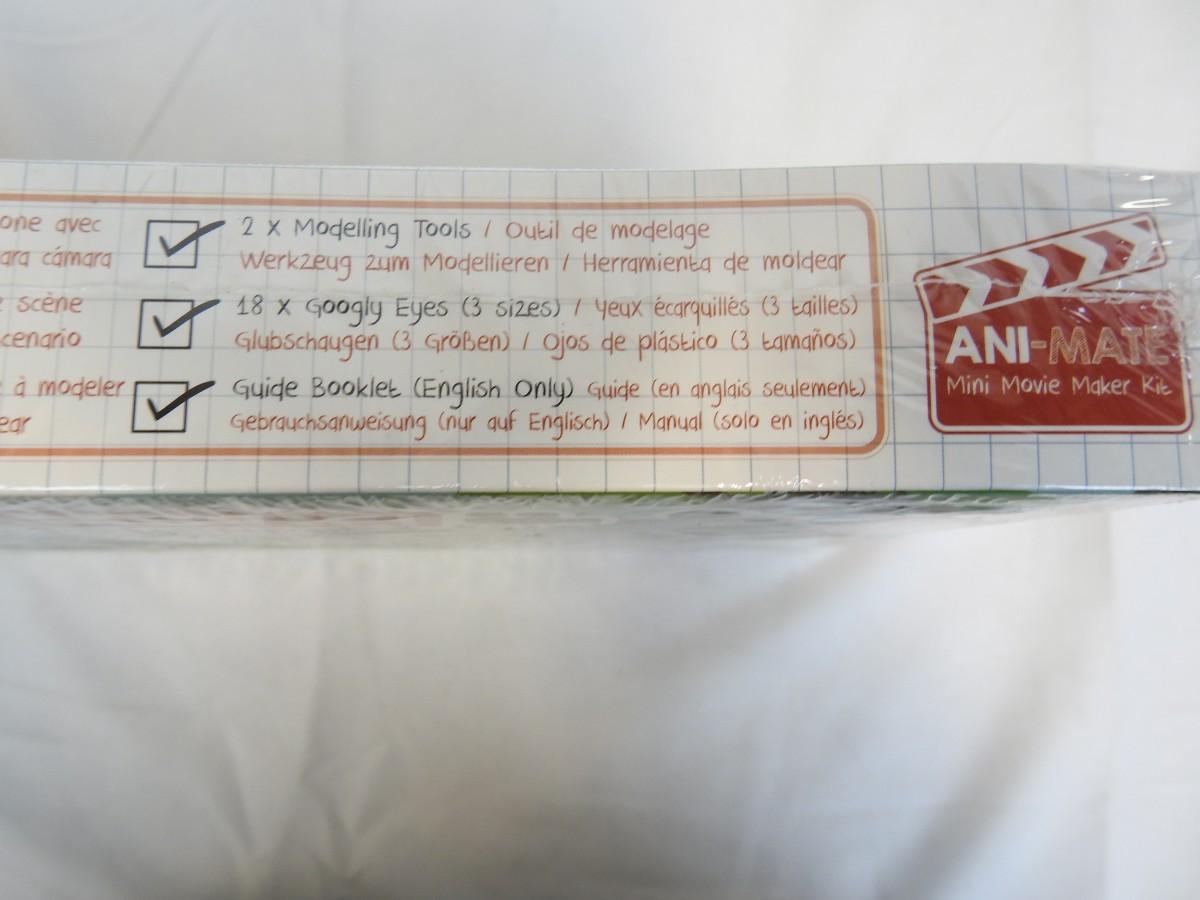 one avec
ara cámara
scène
cenario
à modeler
ear
2 x Modelling Tools / Outil de modelage
Werkzeug zum Modellieren / Herramienta de moldear
18 x Googly Eyes (3 sizes) / Yeux écarquillés (3 tailles)
Glubschaugen (3 Größen) / Ojos de plástico (3 tamaños)
Guide Booklet (English Only) Guide (en anglais seulement)
Gebrauchsanweisung (nur auf Englisch) / Manual (solo en inglés)
ANI-MATE
Mini Movie Maker Kit